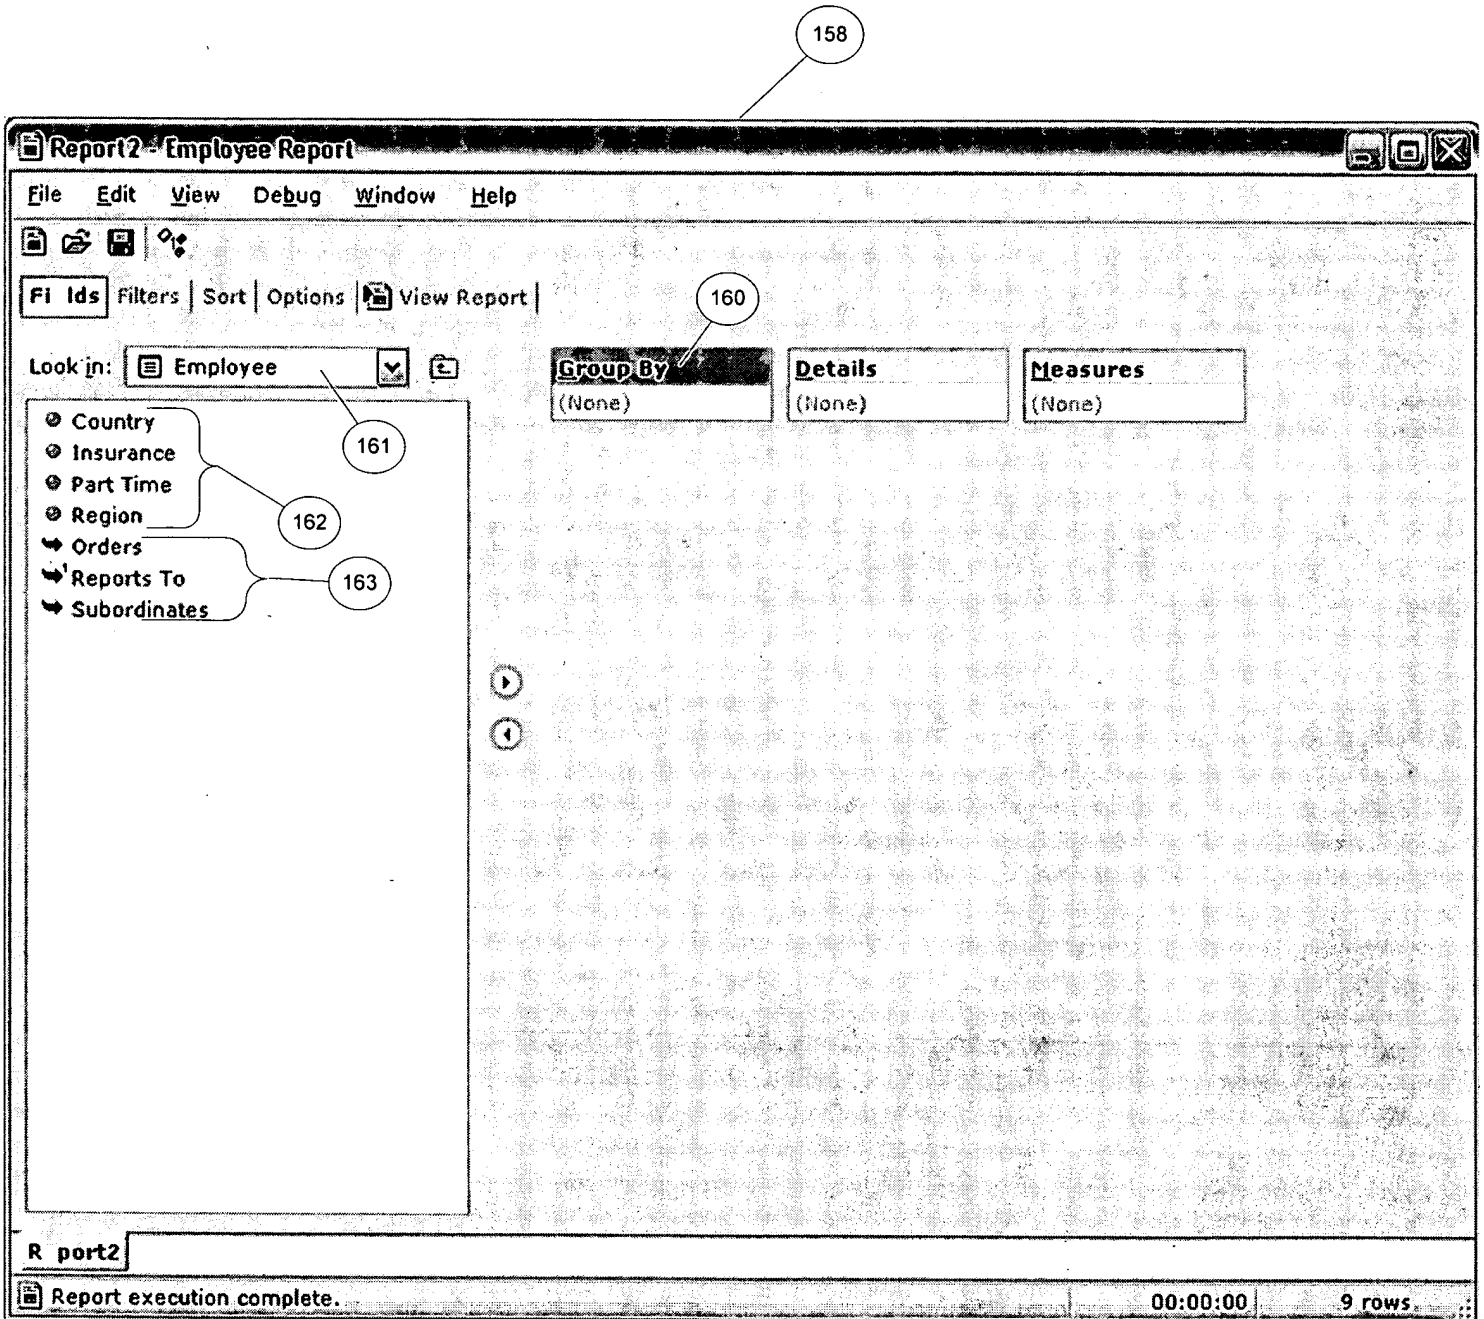 158
Report2 - Employee Report
File Edit View Debug Window Help
Fi lds Filters Sort Options View Report
160
Look in: Employee
Group By Details Measures
(None) (None) (None)
Country
161
Insurance
Part Time
Region
162
Orders
Reports To
163
Subordinates
R port2
Report execution complete. 00:00:00 9 rows